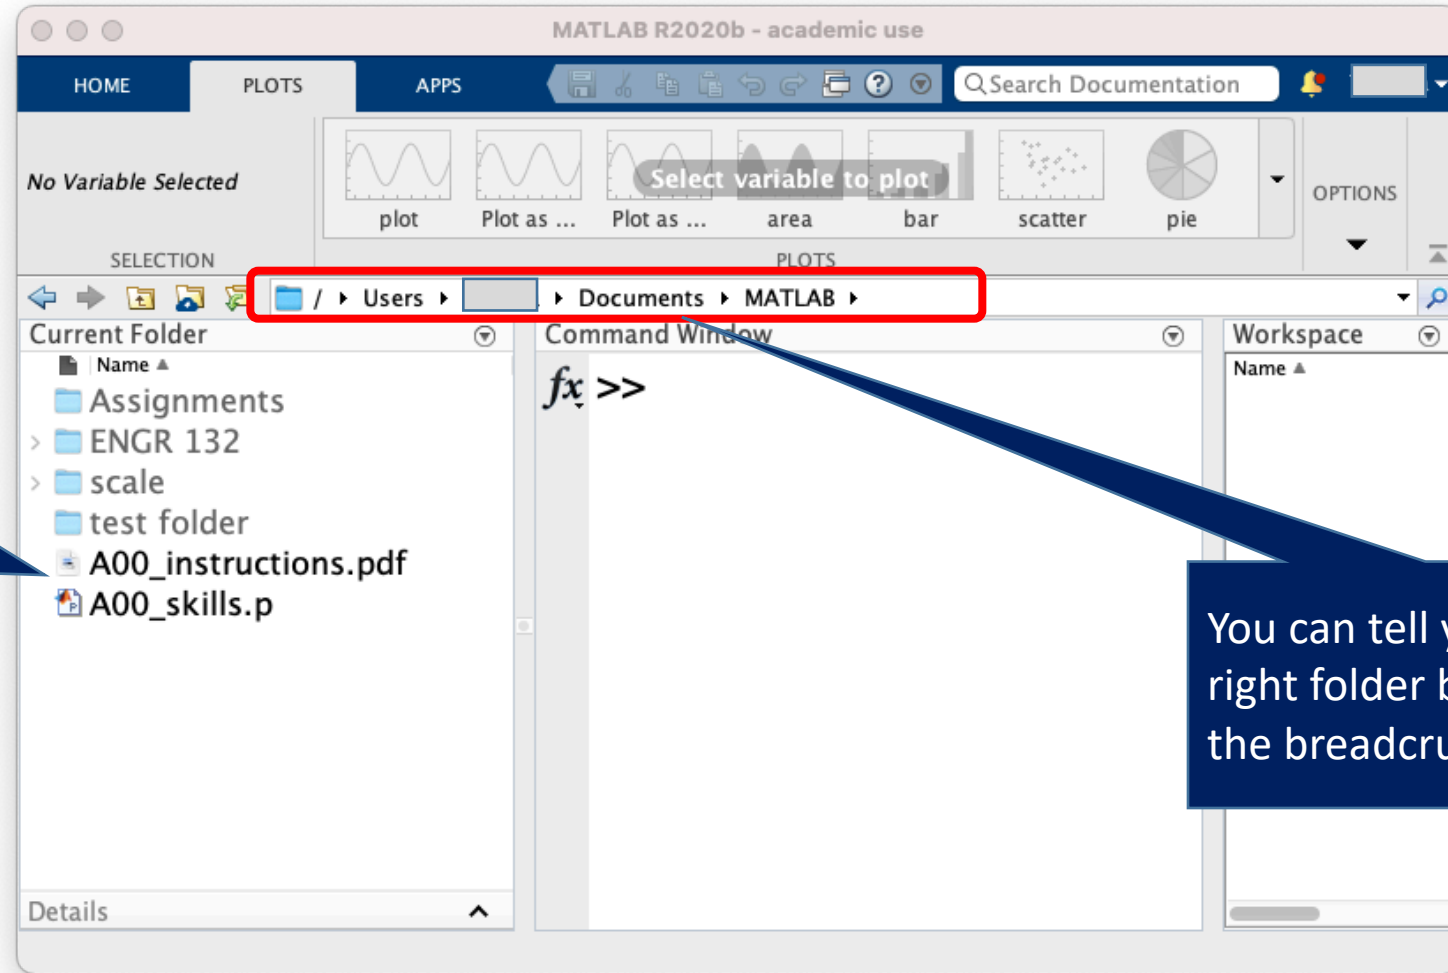 MATLAB R2020b - academic use
HOME PLOTS APPS Search Documentation
No Variable Selected
Select variable to plot
plot Plot as ... Plot as ... area bar scatter pie
OPTIONS
SELECTION PLOTS
/ Users Documents MATLAB
Current Folder
Name
Assignments
ENGR 132
scale
test folder
A00_instructions.pdf
A00_skills.p
Details
Command Window
fx >>
Workspace
Name
You can tell
right folder
the